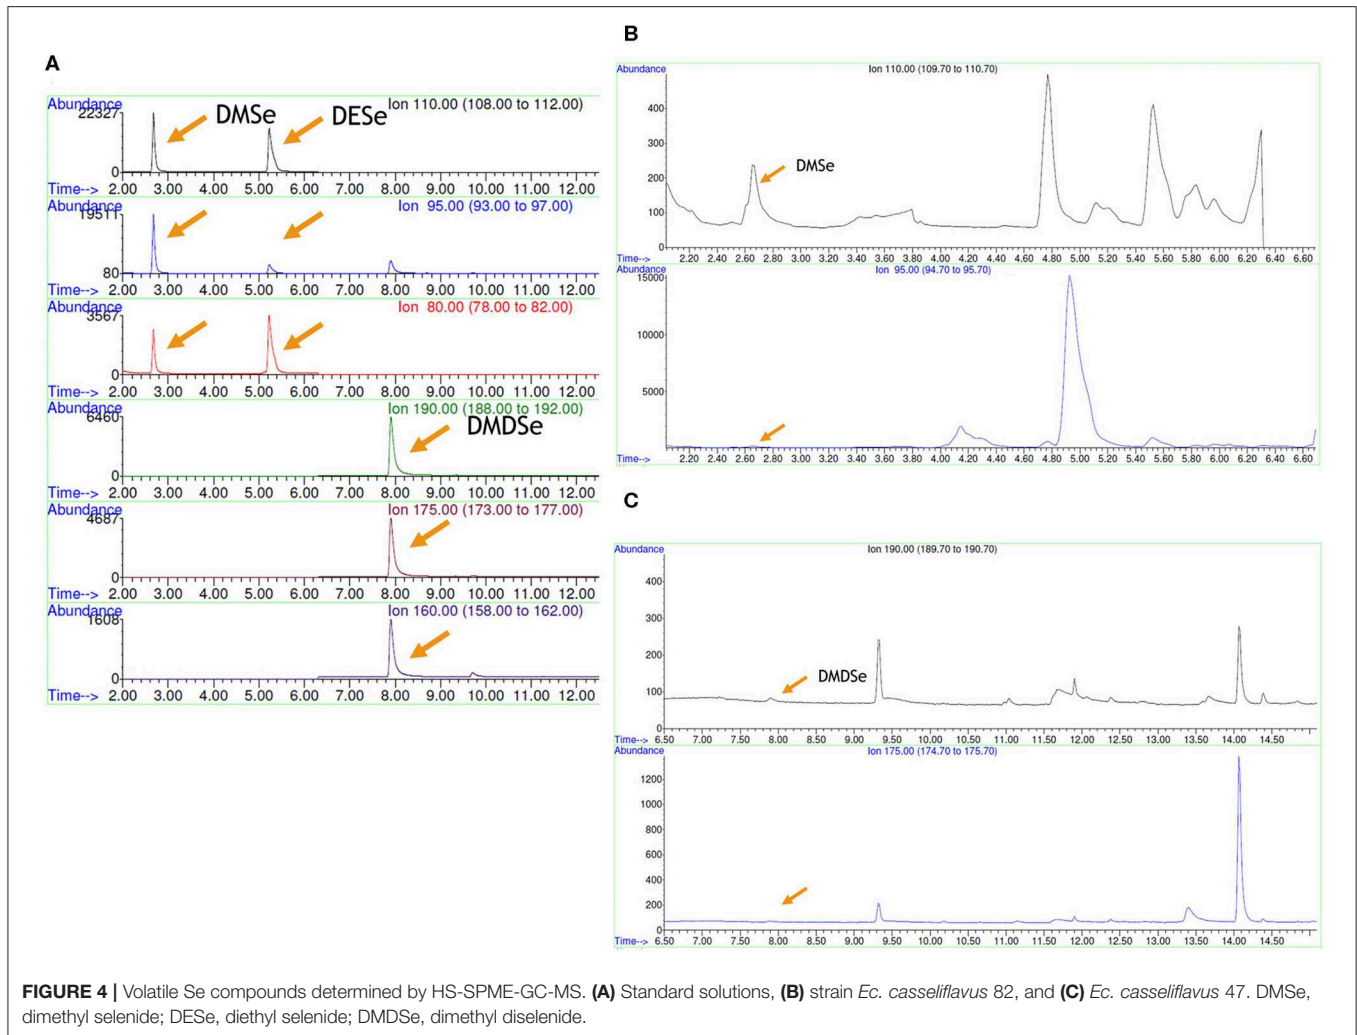 A
Abundance
Ion 110.00 (108.00 to 112.00)
22327
DMSe
DESe
0
Time-->
2.00 3.00 4.00 5.00 6.00 7.00 8.00 9.00 10.00 11.00 12.00
Abundance
19511
Ion 95.00 (93.00 to 97.00)
80
2.00 3.00 4.00 5.00 6.00 7.00 8.00 9.00 10.00 11.00 12.00
Time-->
Abundance
3567
Ion 80.00 (78.00 to 82.00)
0
Time-->
2.00 3.00 4.00 5.00 6.00 7.00 8.00 9.00 10.00 11.00 12.00
Abundance
6460
Ion 190.00 (188.00 to 192.00)
DMDSe
0
Time-->
2.00 3.00 4.00 5.00 6.00 7.00 8.00 9.00 10.00 11.00 12.00
Abundance
4687
Ion 175.00 (173.00 to 177.00)
0
Time-->
2.00 3.00 4.00 5.00 6.00 7.00 8.00 9.00 10.00 11.00 12.00
Abundance
1608
Ion 160.00 (158.00 to 162.00)
0
Time-->
2.00 3.00 4.00 5.00 6.00 7.00 8.00 9.00 10.00 11.00 12.00
B
Abundance
Ion 110.00 (109.70 to 110.70)
400
300
200
100
0
DMSe
2.20 2.40 2.60 2.80 3.00 3.20 3.40 3.60 3.80 4.00 4.20 4.40 4.60 4.80 5.00 5.20 5.40 5.60 5.80 6.00 6.20 6.40 6.60
Time-->
Abundance
Ion 95.00 (94.70 to 95.70)
15000
10000
5000
2.20 2.40 2.60 2.80 3.00 3.20 3.40 3.60 3.80 4.00 4.20 4.40 4.60 4.80 5.00 5.20 5.40 5.60 5.80 6.00 6.20 6.40 6.60
Time-->
C
Abundance
Ion 190.00 (189.70 to 190.70)
400
300
200
100
0
DMDSe
Time-->
6.50 7.00 7.50 8.00 8.50 9.00 9.50 10.00 10.50 11.00 11.50 12.00 12.50 13.00 13.50 14.00 14.50
Abundance
Ion 175.00 (174.70 to 175.70)
1200
1000
800
600
400
200
0
Time-->
6.50 7.00 7.50 8.00 8.50 9.00 9.50 10.00 10.50 11.00 11.50 12.00 12.50 13.00 13.50 14.00 14.50
FIGURE 4 | Volatile Se compounds determined by HS-SPME-GC-MS. (A) Standard solutions, (B) strain Ec. casseliflavus 82, and (C) Ec. casseliflavus 47. DMSe,
dimethyl selenide; DESe, diethyl selenide; DMDSe, dimethyl diselenide.